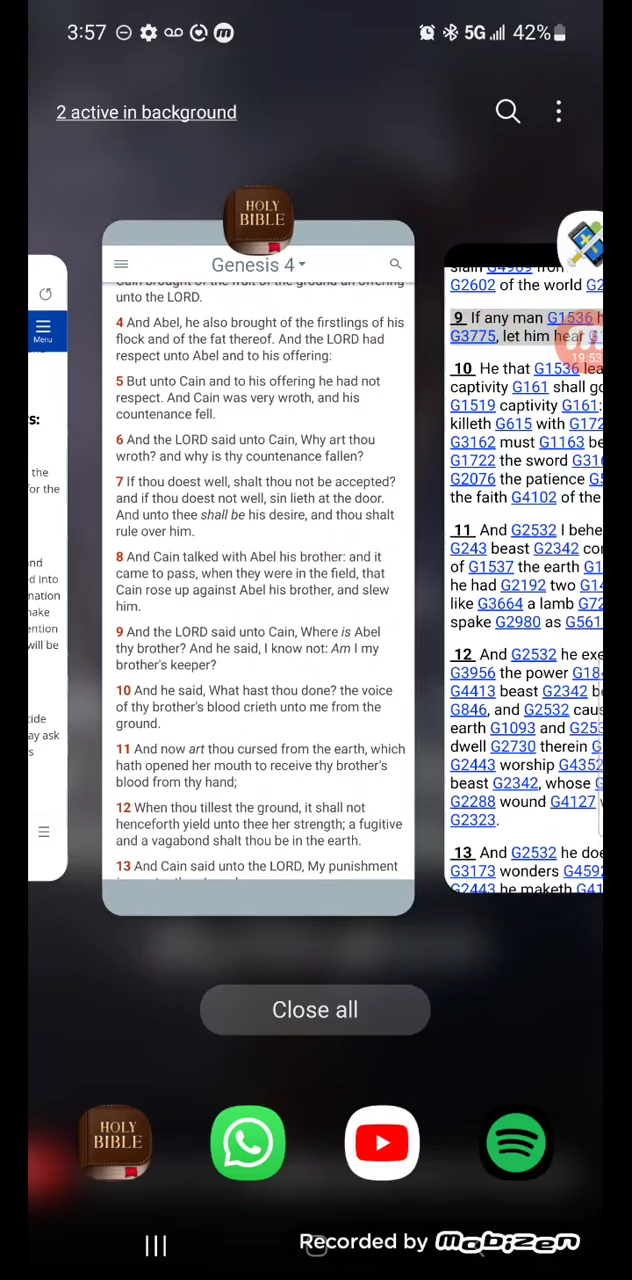 3:57
5G 42%
2 active in background
HOLY
BIBLE
Genesis 4
unto the LORD.
4 And Abel, he also brought of the firstlings of his
flock and of the fat thereof. And the LORD had
respect unto Abel and to his offering:
5 But unto Cain and to his offering he had not
respect. And Cain was very wroth, and his
countenance fell.
6 And the LORD said unto Cain, Why art thou
wroth? and why is thy countenance fallen?
7 If thou doest well, shalt thou not be accepted?
and if thou doest not well, sin lieth at the door.
And unto thee shall be his desire, and thou shalt
rule over him.
8 And Cain talked with Abel his brother: and it
came to pass, when they were in the field, that
Cain rose up against Abel his brother, and slew
him.
9 And the LORD said unto Cain, Where is Abel
thy brother? And he said, I know not: Am I my
brother's keeper?
10 And he said, What hast thou done? the voice
of thy brother's blood crieth unto me from the
ground.
11 And now art thou cursed from the earth, which
hath opened her mouth to receive thy brother's
blood from thy hand;
12 When thou tillest the ground, it shall not
henceforth yield unto thee her strength; a fugitive
and a vagabond shalt thou be in the earth.
13 And Cain said unto the LORD, My punishment
Menu
the
for the
and
ention
will be
ay ask
G2602 of the world
9 If any man G1536
G3775, let him hear
19:53
10 He that G1536
captivity G161 shall
G1519 captivity G161:
killeth G615 with
G3162 must G1163
G1722 the sword
G2076 the patience
the faith G4102 of the
11 And G2532 I
G243 beast G2342
of G1537 the earth
he had G2192 two
like G3664 a lamb
spake G2980 as G561
12 And G2532 he
G3956 the power
G4413 beast G2342
G846, and G2532
earth G1093 and
dwell G2730 therein
G2443 worship G4352
beast G2342, whose
G2288 wound G4127
G2323.
13 And G2532 he
G3173 wonders
G2443 he maketh
Close all
HOLY
BIBLE
Recorded by Mobizen